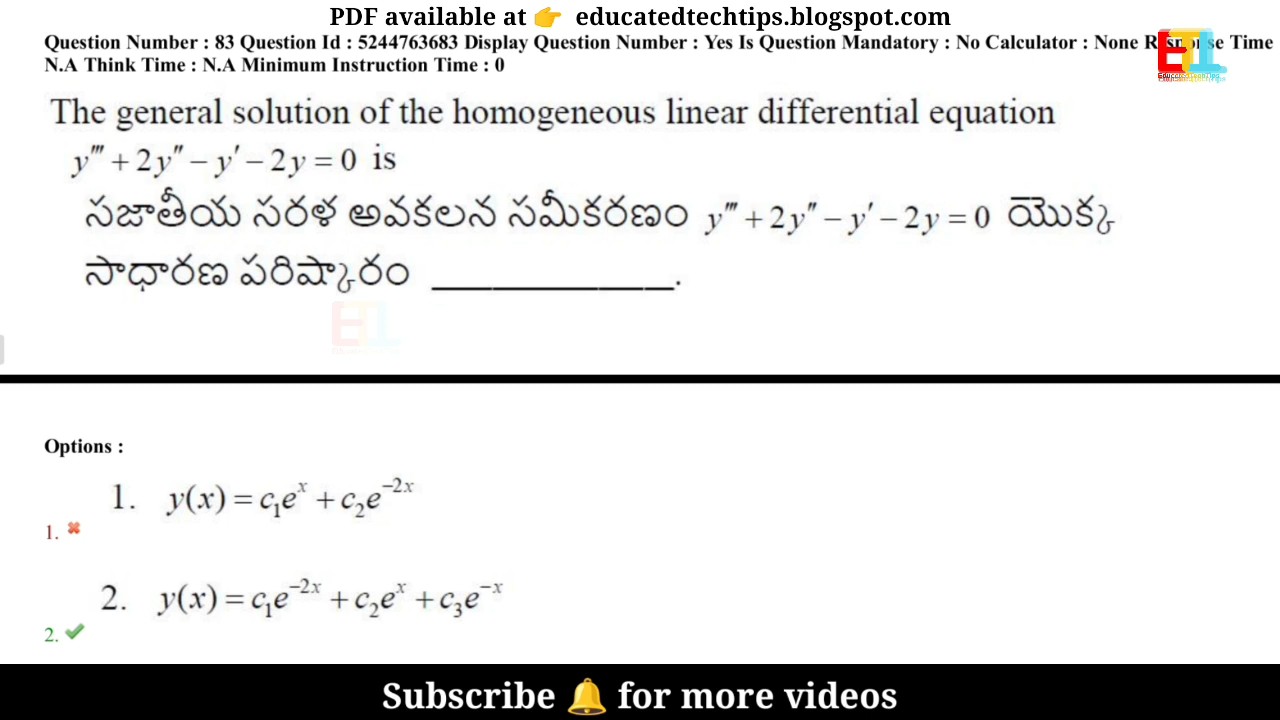 PDF available at 👉 educatedtechtips.blogspot.com
Question Number : 83 Question Id : 5244763683 Display Question Number : Yes Is Question Mandatory : No Calculator : None Response Time
N.A Think Time : N.A Minimum Instruction Time : 0
The general solution of the homogeneous linear differential equation
y''' + 2y'' − y' − 2y = 0 is
సజాతీయ సరళ అవకలన సమీకరణం y''' + 2y'' − y' − 2y = 0 యొక్క
సాధారణ పరిష్కారం ____________.
Options :
1. y(x) = c₁eˣ + c₂e⁻²ˣ
1. ✖
2. y(x) = c₁e⁻²ˣ + c₂eˣ + c₃e⁻ˣ
2. ✔
Subscribe 🔔 for more videos